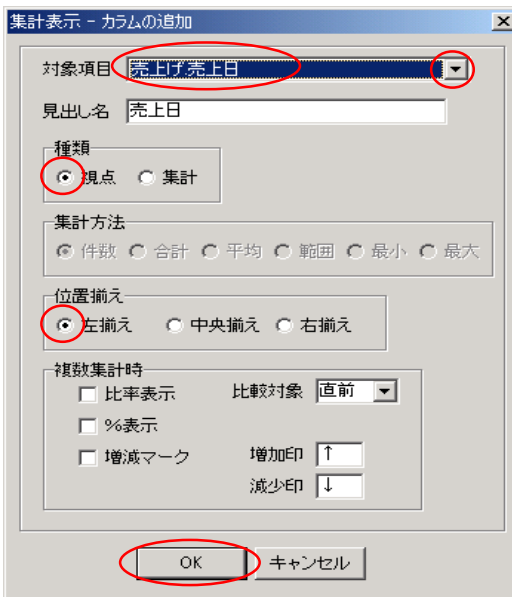 集計表示 - カラムの追加
対象項目 売上げ.売上日
見出し名 売上日
種類
視点 集計
集計方法
件数 合計 平均 範囲 最小 最大
位置揃え
左揃え 中央揃え 右揃え
複数集計時
比率表示 比較対象 直前
%表示
増減マーク 増加印 ↑
減少印 ↓
OK キャンセル